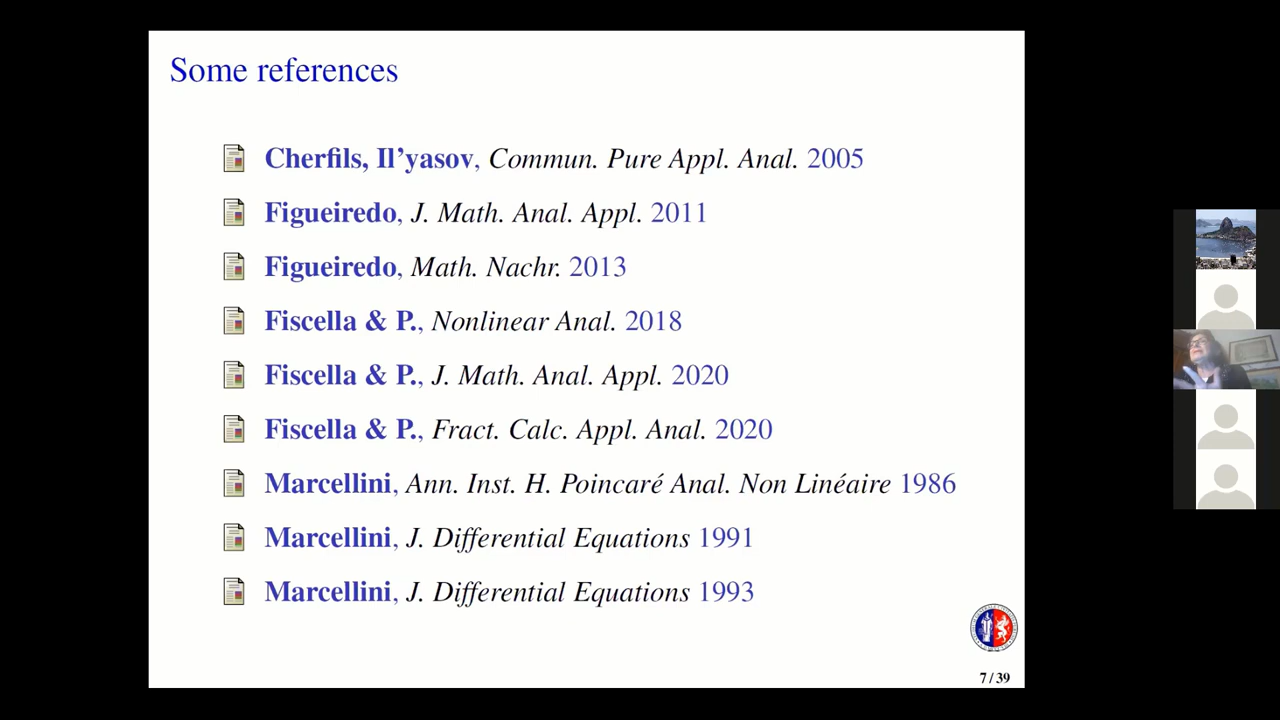 Some references
Cherfils, Il'yasov, Commun. Pure Appl. Anal. 2005
Figueiredo, J. Math. Anal. Appl. 2011
Figueiredo, Math. Nachr. 2013
Fiscella & P., Nonlinear Anal. 2018
Fiscella & P., J. Math. Anal. Appl. 2020
Fiscella & P., Fract. Calc. Appl. Anal. 2020
Marcellini, Ann. Inst. H. Poincaré Anal. Non Linéaire 1986
Marcellini, J. Differential Equations 1991
Marcellini, J. Differential Equations 1993
7 / 39